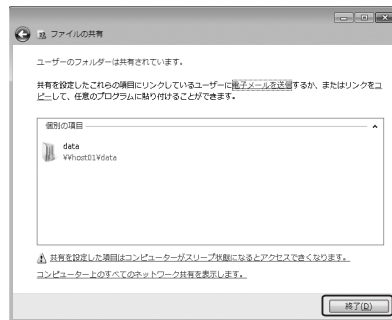 ファイルの共有
ユーザーのフォルダーは共有されています。
共有を設定したこれらの項目にリンクしているユーザーに電子メールを送信するか、またはリンクをコ
ピーして、任意のプログラムに貼り付けることができます。
個別の項目
data
¥¥host01¥data
共有を設定した項目はコンピューターがスリープ状態になるとアクセスできなくなります。
コンピューター上のすべてのネットワーク共有を表示します。
終了(D)